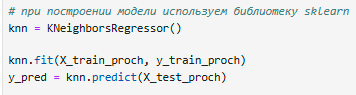 # при построении модели используем библиотеку sklearn
knn = KNeighborsRegressor()
knn.fit(X_train_proch, y_train_proch)
y_pred = knn.predict(X_test_proch)